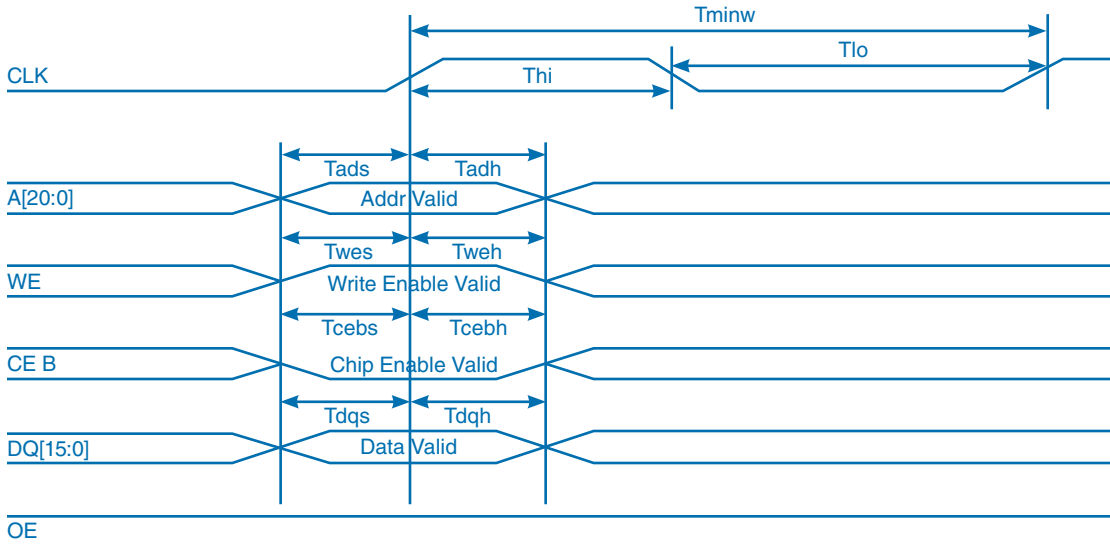 Tminw
Tlo
CLK
Thi
Tads Tadh
A[20:0] Addr Valid
Twes Tweh
WE Write Enable Valid
Tcebs Tcebh
CE B Chip Enable Valid
Tdqs Tdqh
DQ[15:0] Data Valid
OE